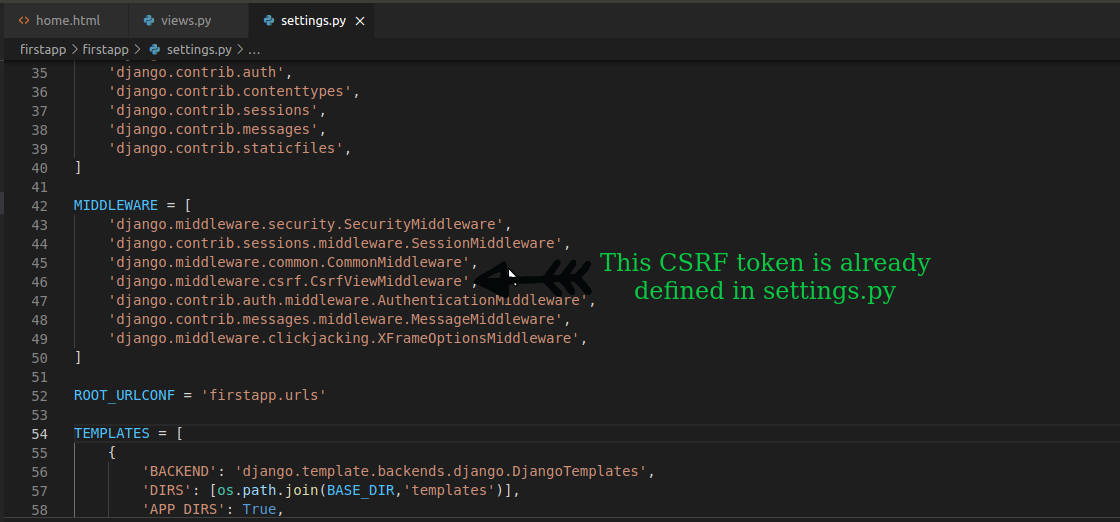 home.html views.py settings.py
firstapp > firstapp > settings.py > ...
35 'django.contrib.auth',
36 'django.contrib.contenttypes',
37 'django.contrib.sessions',
38 'django.contrib.messages',
39 'django.contrib.staticfiles',
40 ]
41
42 MIDDLEWARE = [
43 'django.middleware.security.SecurityMiddleware',
44 'django.contrib.sessions.middleware.SessionMiddleware',
45 'django.middleware.common.CommonMiddleware',
46 'django.middleware.csrf.CsrfViewMiddleware',
47 'django.contrib.auth.middleware.AuthenticationMiddleware',
48 'django.contrib.messages.middleware.MessageMiddleware',
49 'django.middleware.clickjacking.XFrameOptionsMiddleware',
50 ]
51
52 ROOT_URLCONF = 'firstapp.urls'
53
54 TEMPLATES = [
55 {
56 'BACKEND': 'django.template.backends.django.DjangoTemplates',
57 'DIRS': [os.path.join(BASE_DIR,'templates')],
58 'APP_DIRS': True,
This CSRF token is already
defined in settings.py